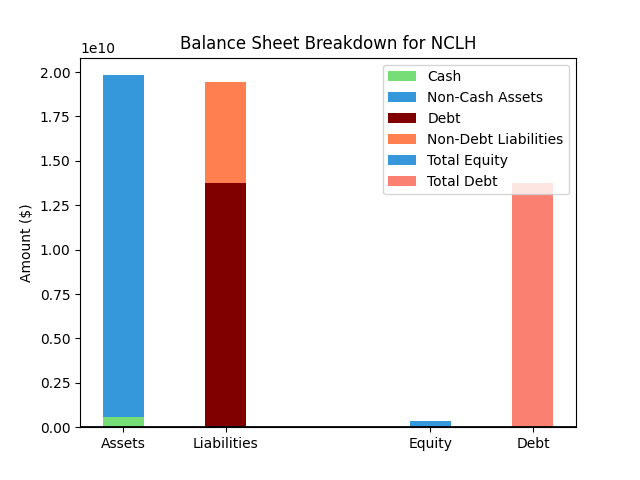 Balance Sheet Breakdown for NCLH
1e10
Cash
Non-Cash Assets
Debt
Non-Debt Liabilities
Total Equity
Total Debt
Amount ($)
2.00
1.75
1.50
1.25
1.00
0.75
0.50
0.25
0.00
Assets Liabilities Equity Debt